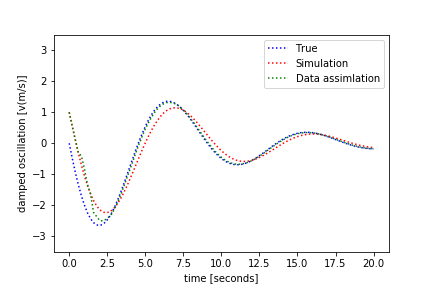 True
Simulation
Data assimlation
damped oscillation [v(m/s)]
3
2
1
0
−1
−2
−3
0.0 2.5 5.0 7.5 10.0 12.5 15.0 17.5 20.0
time [seconds]